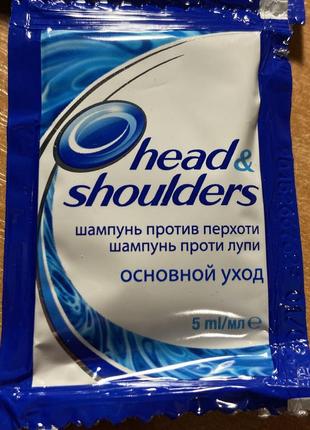 head&
shoulders
шампунь против перхоти
шампунь проти лупи
основной уход
5 ml/мл ℮